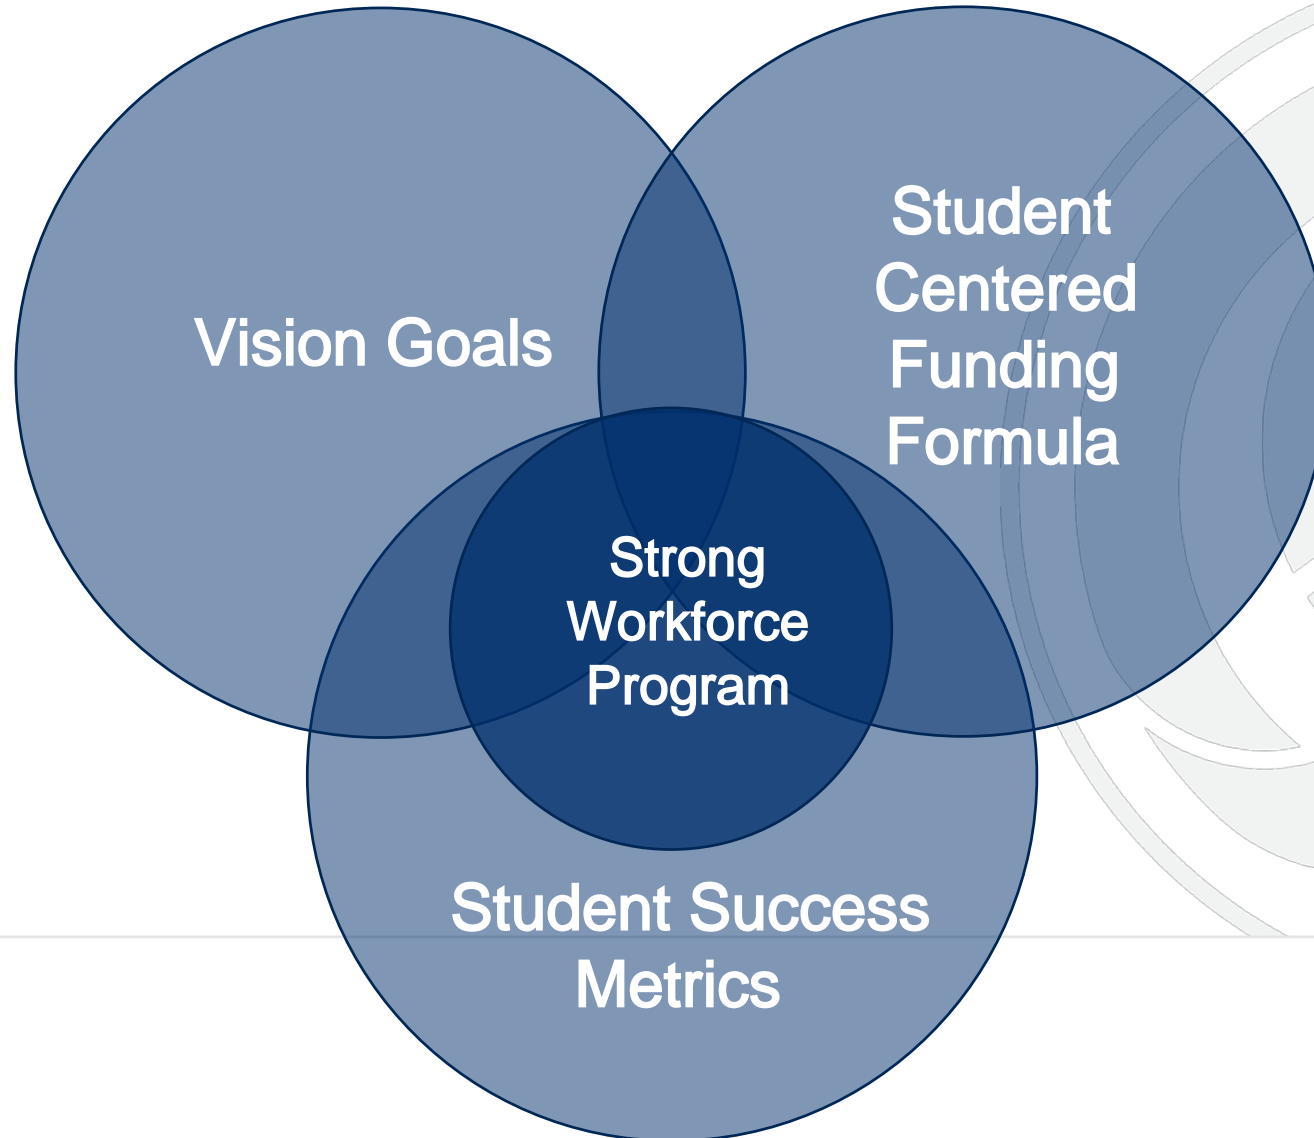 Vision Goals
Student
Centered
Funding
Formula
Strong
Workforce
Program
Student Success
Metrics